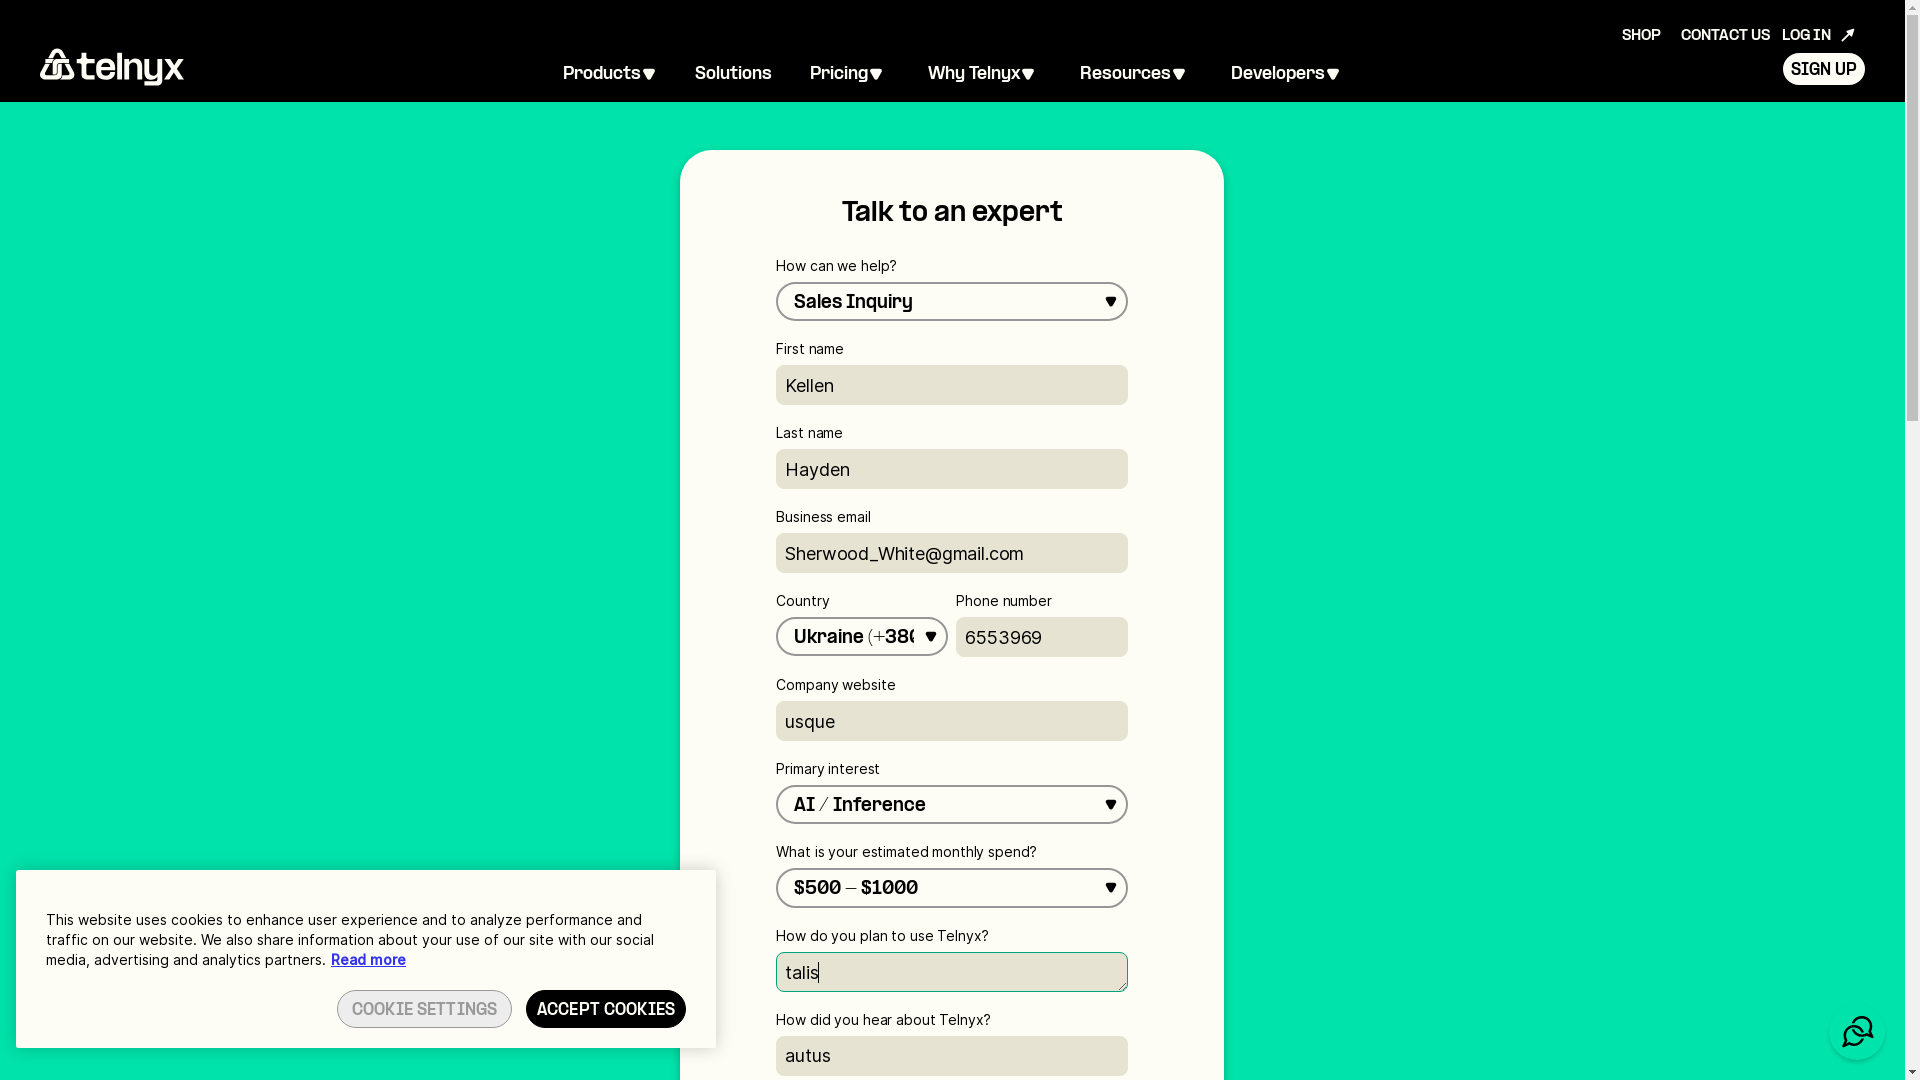 SHOP CONTACT US LOG IN
telnyx
Products Solutions Pricing Why Telnyx Resources Developers
SIGN UP
Talk to an expert
How can we help?
Sales Inquiry
First name
Kellen
Last name
Hayden
Business email
Sherwood_White@gmail.com
Country Phone number
Ukraine (+380 6553969
Company website
usque
Primary interest
AI / Inference
What is your estimated monthly spend?
$500 – $1000
How do you plan to use Telnyx?
talis
How did you hear about Telnyx?
autus
This website uses cookies to enhance user experience and to analyze performance and
traffic on our website. We also share information about your use of our site with our social
media, advertising and analytics partners. Read more
COOKIE SETTINGS ACCEPT COOKIES